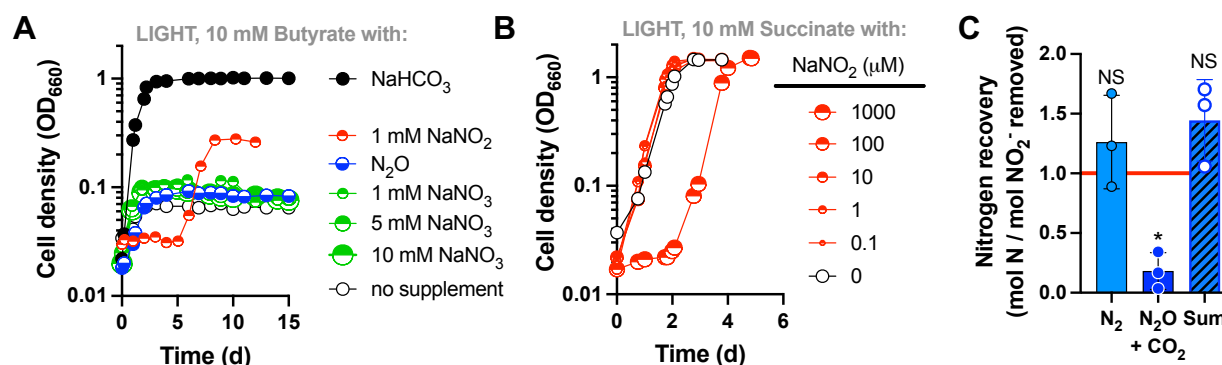 A
LIGHT, 10 mM Butyrate with:
Cell density (OD₆₆₀)
1
0.1
0.01
0
5
10
15
Time (d)
NaHCO₃
1 mM NaNO₂
N₂O
1 mM NaNO₃
5 mM NaNO₃
10 mM NaNO₃
no supplement
B
LIGHT, 10 mM Succinate with:
Cell density (OD₆₆₀)
1
0.1
0.01
0
2
4
6
Time (d)
NaNO₂ (μM)
1000
100
10
1
0.1
0
C
Nitrogen recovery
(mol N / mol NO₂⁻ removed)
2.0
1.5
1.0
0.5
0.0
NS
*
NS
N₂
N₂O
+ CO₂
Sum